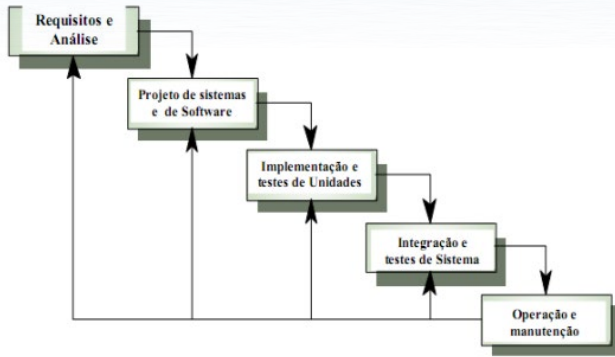 Requisitos e
Análise
Projeto de sistemas
e de Software
Implementação e
testes de Unidades
Integração e
testes de Sistema
Operação e
manutenção